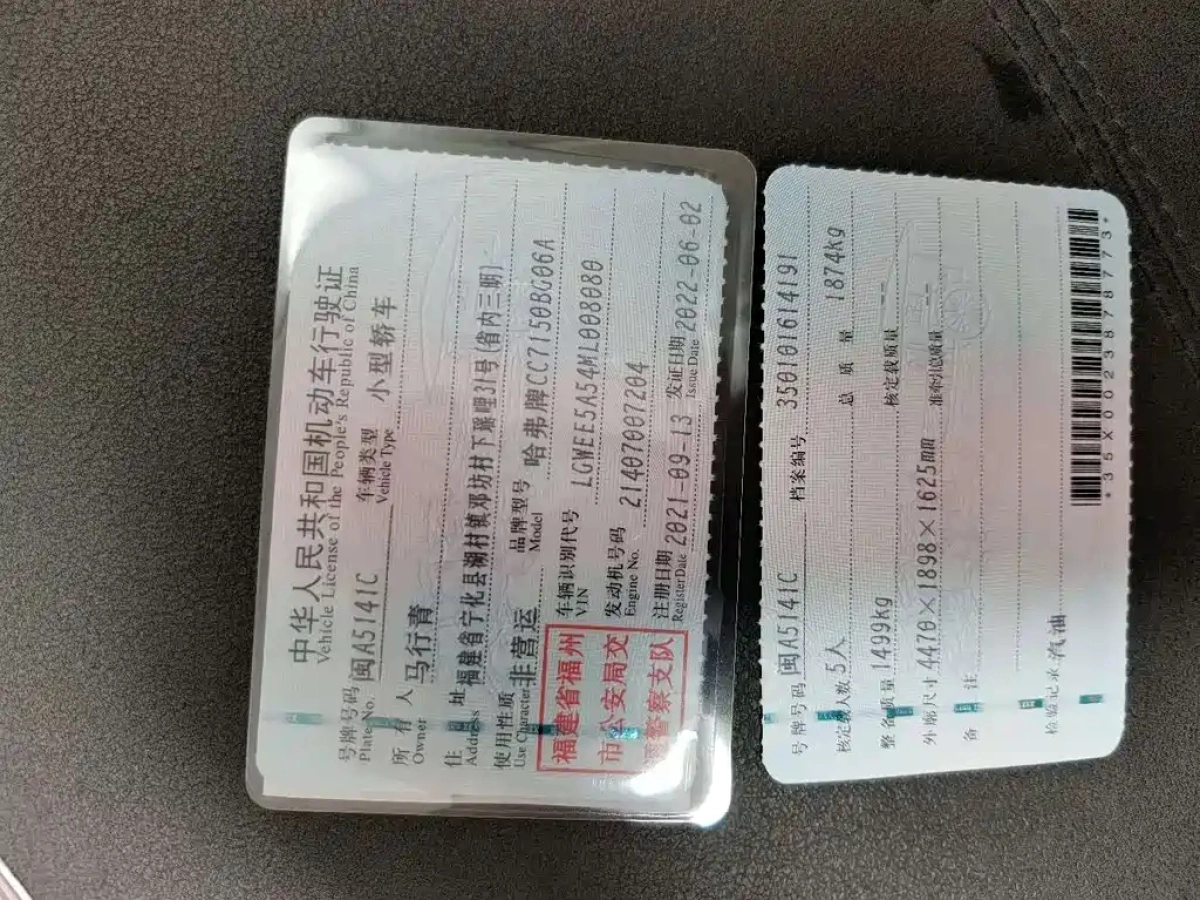 中华人民共和国机动车行驶证
Vehicle License of the People's Republic of China
号牌号码 闽A5141C 车辆类型 小型轿车
Plate No. Vehicle Type
所有人 马行青
Owner
住址 福建省宁化县湖村镇邓坊村下瑶哩31号(省内三期)
Address
使用性质 非营运 品牌型号 哈弗牌CC7150BG06A
Use Character Model
福建省福州
市公安局交
警察支队
车辆识别代号 LGWEE5A54M1008080
VIN
发动机号码 21407007204
Engine No.
注册日期 2021-09-13 发证日期 2022-06-02
Register Date Issue Date
号牌号码 闽A5141C 档案编号 350101614191
核定载人数 5人 总质量 1874kg
整备质量 1499kg 核定载质量 --
外廓尺寸 4470×1898×1625mm 准牵引总质量 --
备注
检验记录 汽油
*35X0023878773*